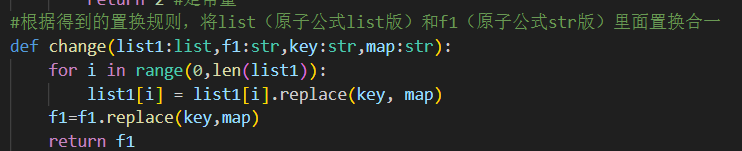 return 2 #是常量
#根据得到的置换规则，将list（原子公式list版）和f1（原子公式str版）里面置换合一
def change(list1:list,f1:str,key:str,map:str):
    for i in range(0,len(list1)):
        list1[i] = list1[i].replace(key, map)
    f1=f1.replace(key,map)
    return f1